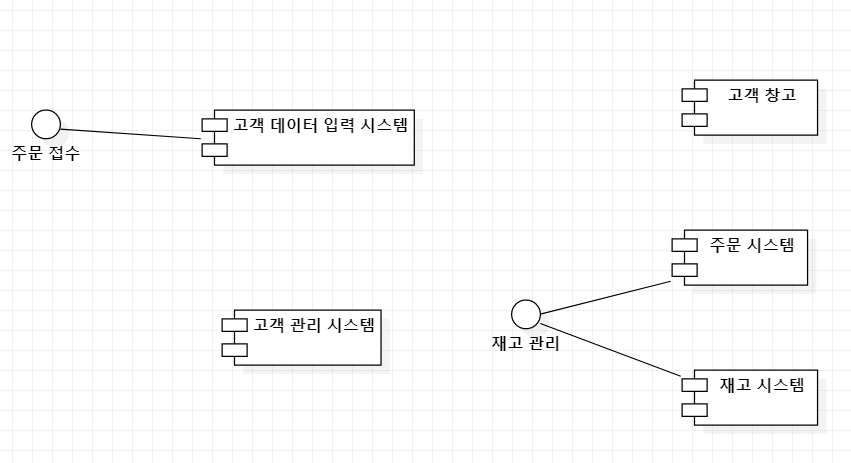 고객 창고
고객 데이터 입력 시스템
주문 접수
주문 시스템
고객 관리 시스템
재고 관리
재고 시스템